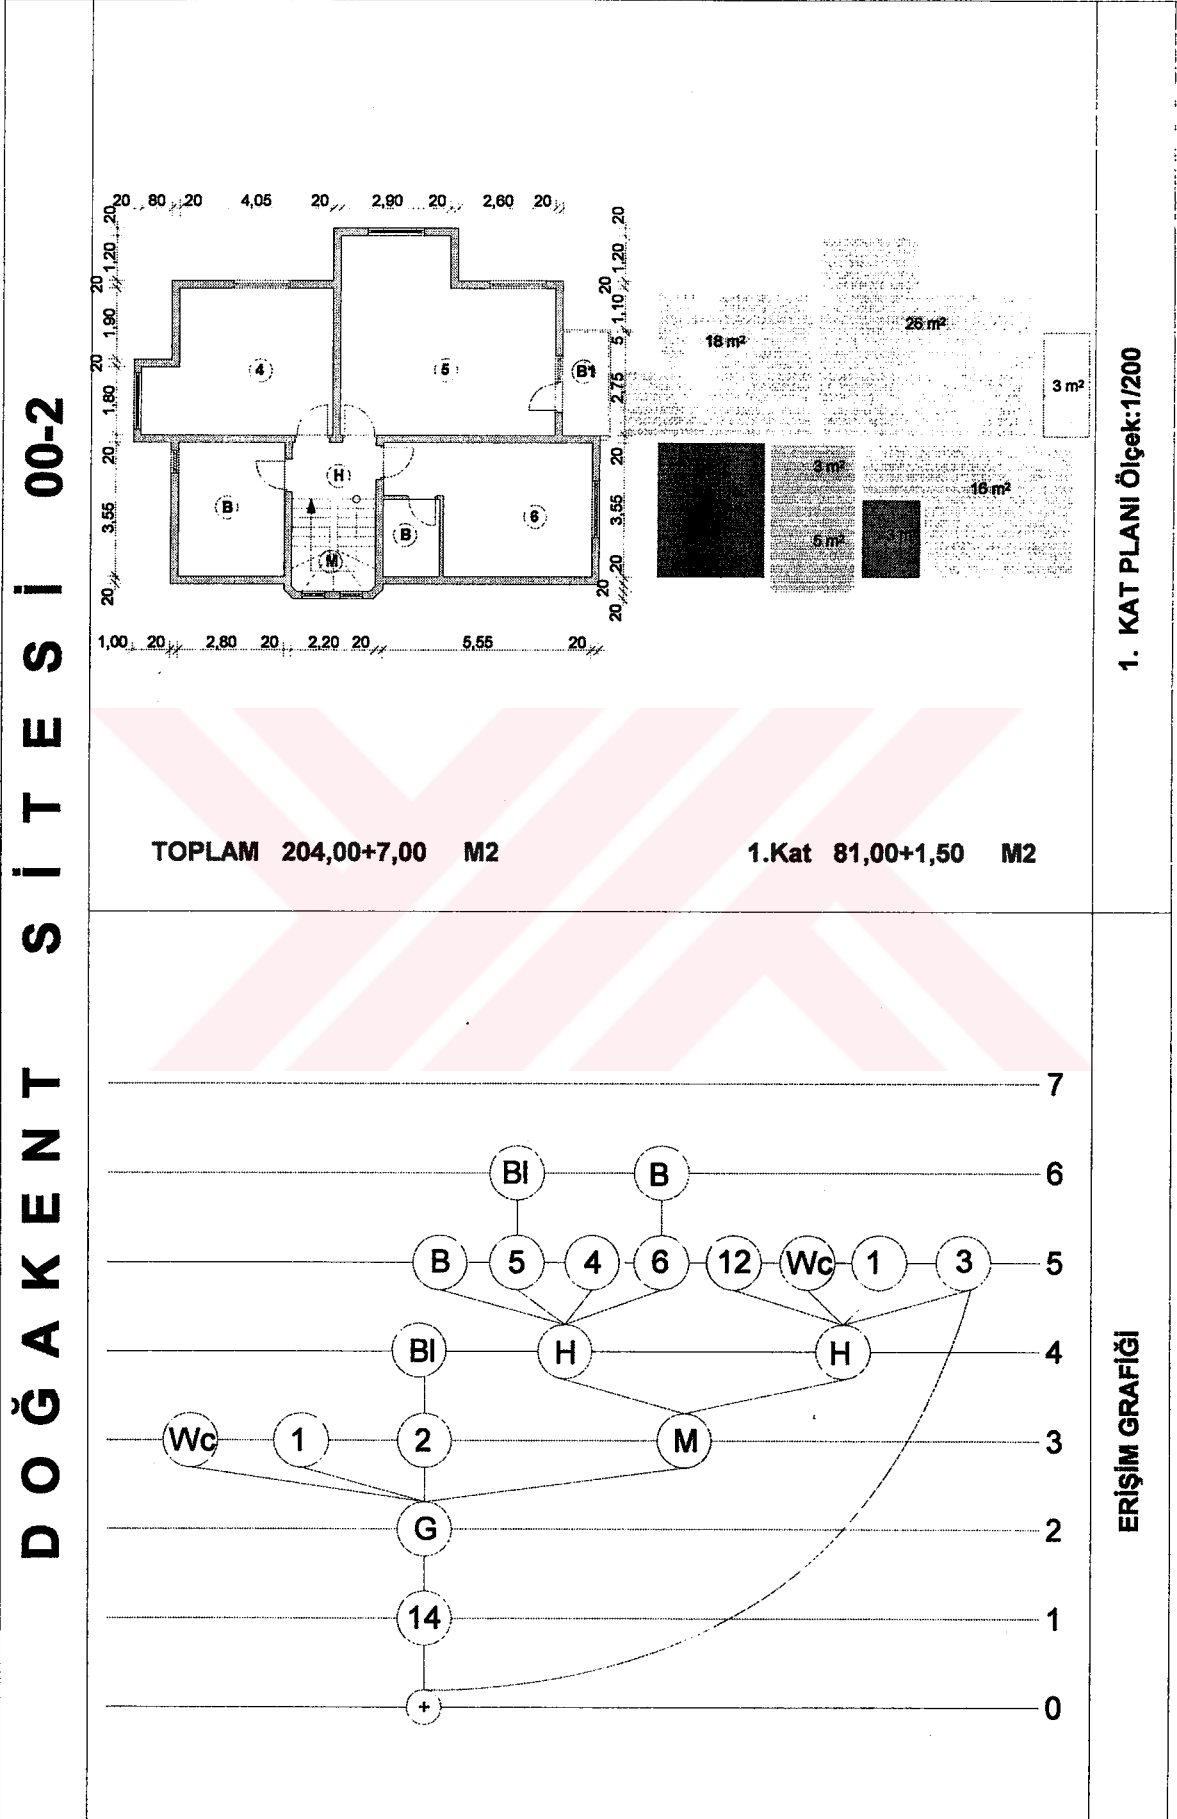 DOĞAKENT SİTESİ 00-2
20 80 20 4,05 20 2,90 20 2,60 20
20 1,20 20 1,90 20 1,80 20 3,55 20
20 1,20 20 1,10 5 2,75 20 3,55 20 20 20
4 5 B1
H
B B 6
M
1,00 20 2,80 20 2,20 20 5,55 20
18 m² 26 m²
3 m²
3 m² 16 m²
5 m²
1. KAT PLANI Ölçek:1/200
TOPLAM 204,00+7,00 M2
1.Kat 81,00+1,50 M2
7
Bl B 6
B 5 4 6 12 Wc 1 3 5
Bl H H 4
Wc 1 2 M 3
G 2
14 1
+ 0
ERİŞİM GRAFİĞİ